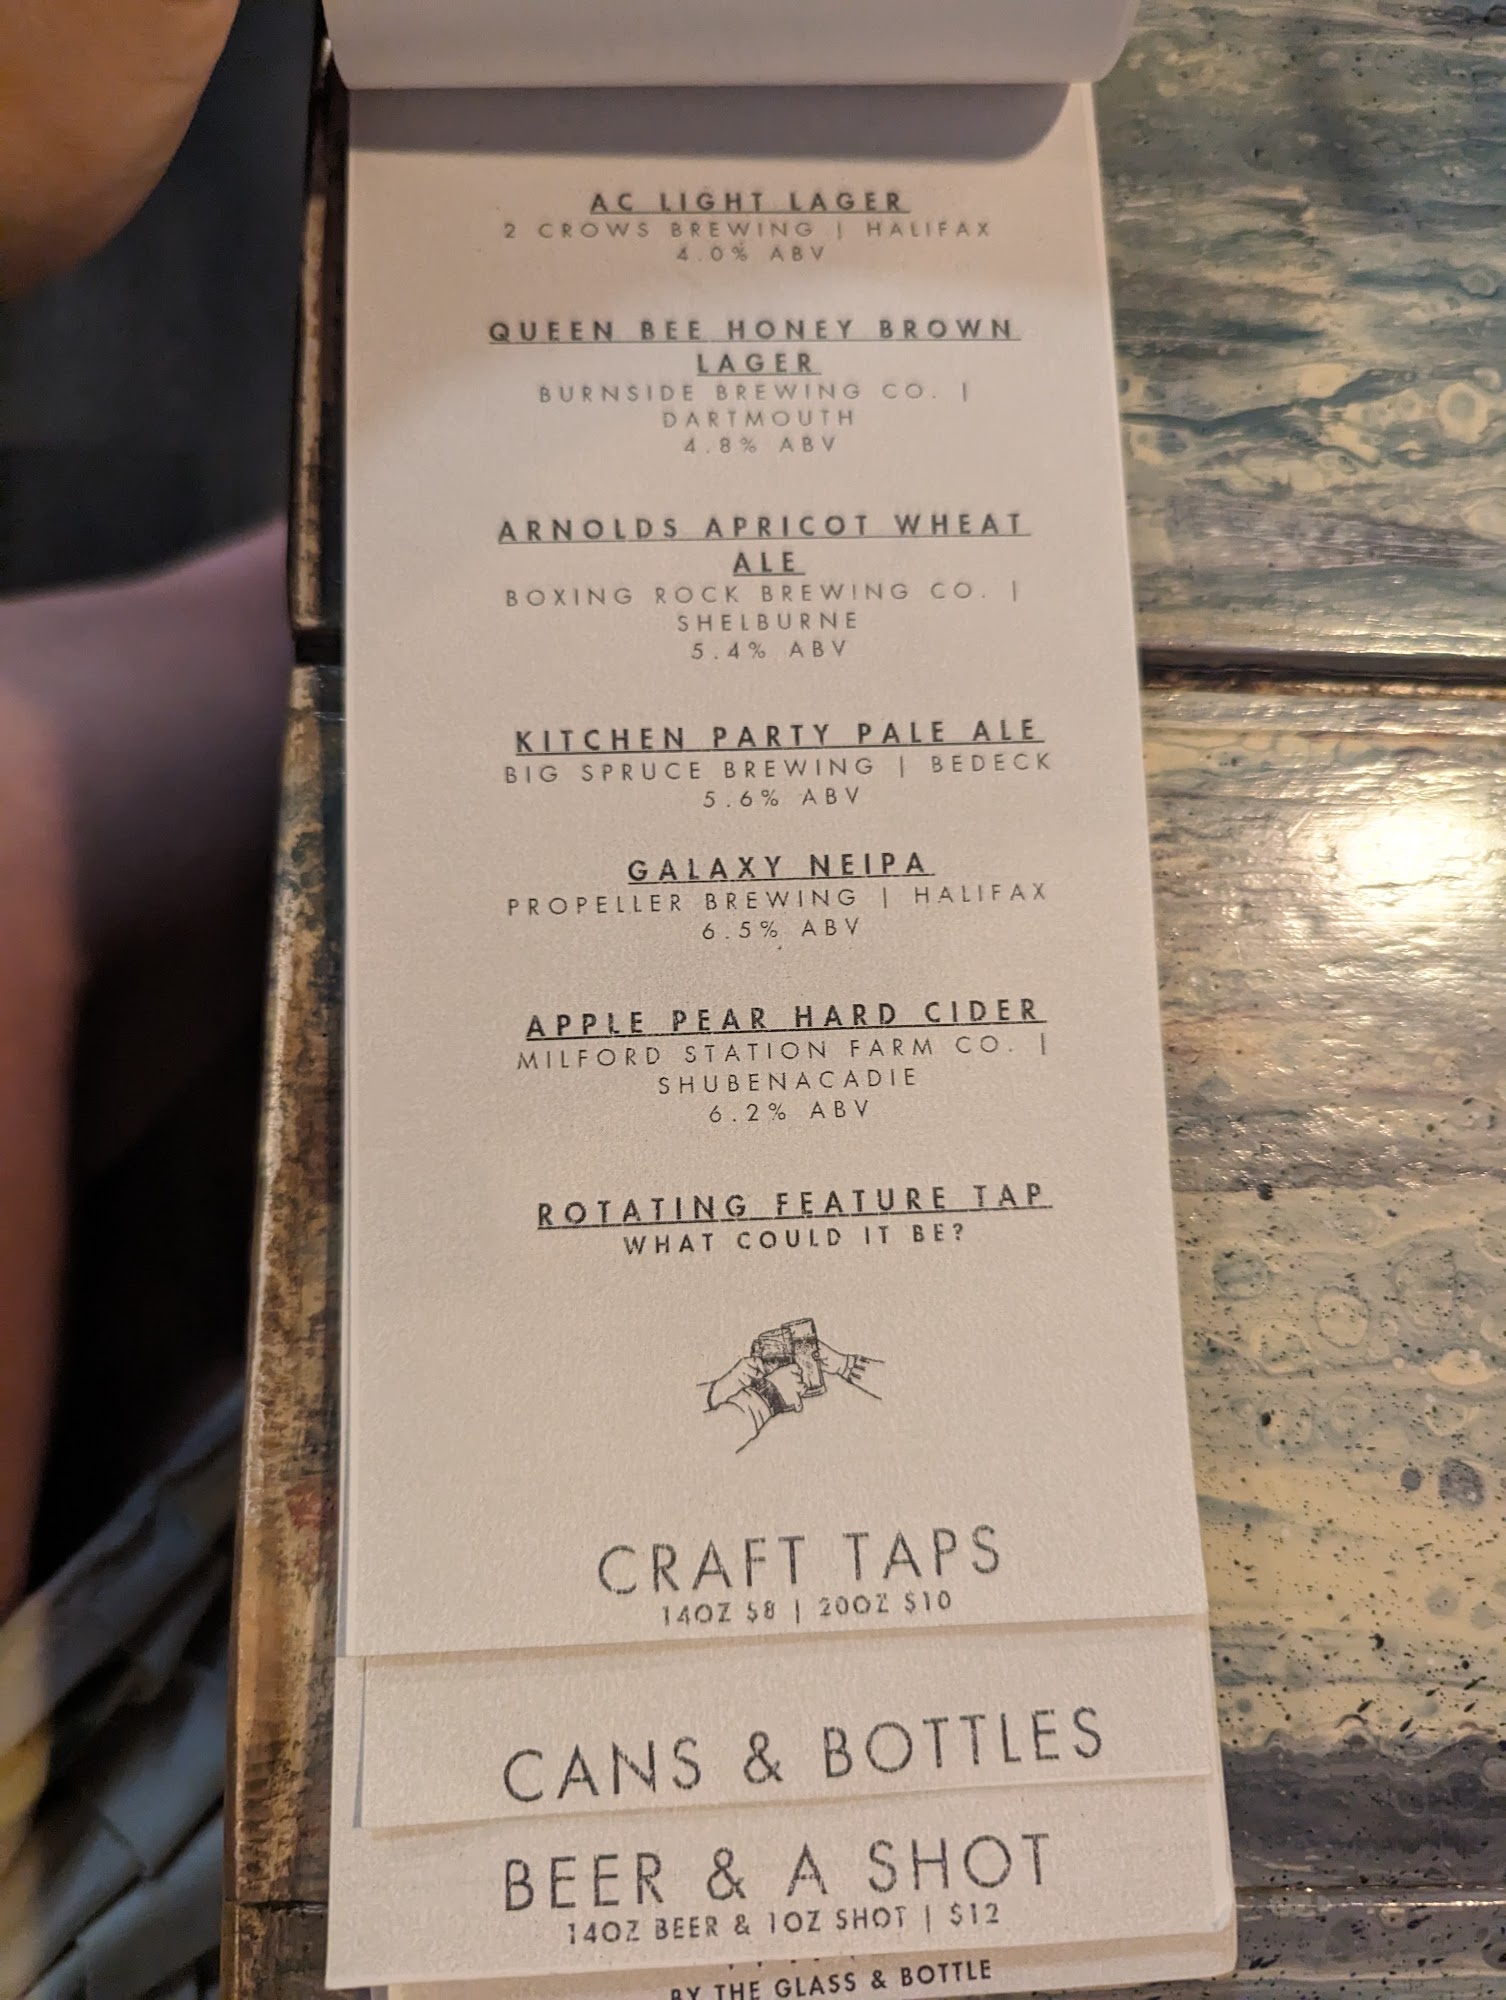 AC LIGHT LAGER
2 CROWS BREWING | HALIFAX
4.0% ABV
QUEEN BEE HONEY BROWN
LAGER
BURNSIDE BREWING CO. |
DARTMOUTH
4.8% ABV
ARNOLDS APRICOT WHEAT
ALE
BOXING ROCK BREWING CO. |
SHELBURNE
5.4% ABV
KITCHEN PARTY PALE ALE
BIG SPRUCE BREWING | BEDECK
5.6% ABV
GALAXY NEIPA
PROPELLER BREWING | HALIFAX
6.5% ABV
APPLE PEAR HARD CIDER
MILFORD STATION FARM CO. |
SHUBENACADIE
6.2% ABV
ROTATING FEATURE TAP
WHAT COULD IT BE?
CRAFT TAPS
14OZ $8 | 20OZ $10
CANS & BOTTLES
BEER & A SHOT
14OZ BEER & 1OZ SHOT | $12
BY THE GLASS & BOTTLE